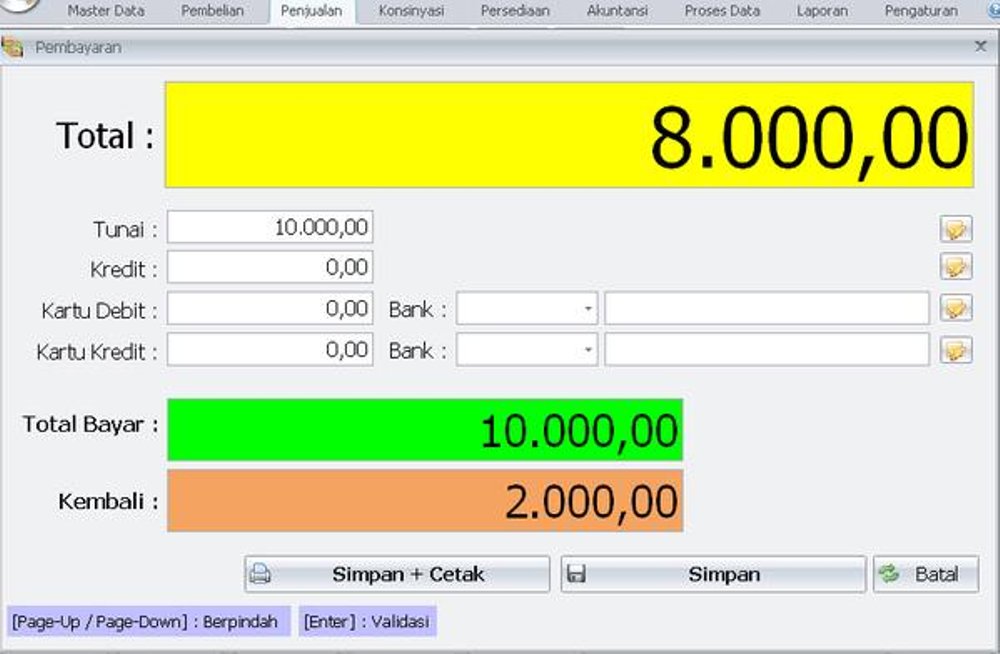 Master Data Pembelian Penjualan Konsinyasi Persediaan Akuntansi Proses Data Laporan Pengaturan
Pembayaran
Total : 8.000,00
Tunai : 10.000,00
Kredit : 0,00
Kartu Debit : 0,00 Bank :
Kartu Kredit : 0,00 Bank :
Total Bayar : 10.000,00
Kembali : 2.000,00
Simpan + Cetak Simpan Batal
[Page-Up / Page-Down] : Berpindah [Enter] : Validasi